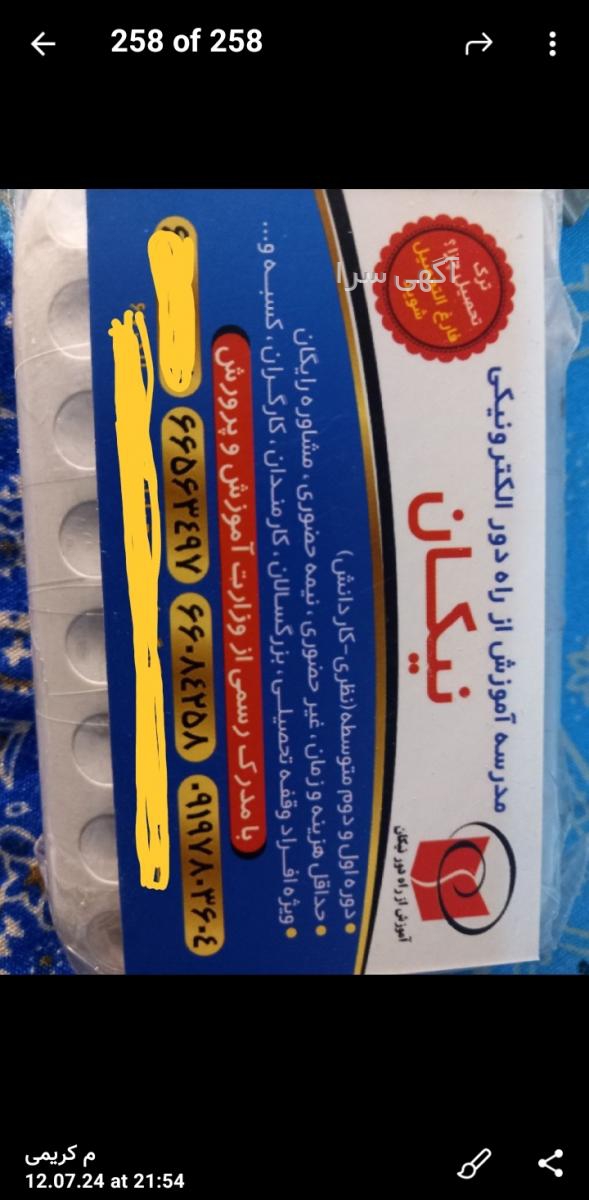 258 of 258
ترک
تحصیل چرا؟
فارغ التحصیل
شوید
آگهی سرا
مدرسه آموزش از راه دور الکترونیکی
نیکان
آموزش از راه دور نیکان
دوره اول و دوم متوسطه (نظری-کاردانش)
حداقل هزینه و زمان، غیر حضوری، نیمه حضوری، مشاوره رایگان
ویژه افراد وقفه تحصیلی، بزرگسالان، کارمندان، کارگران، کسبه و...
با مدرک رسمی از وزارت آموزش و پرورش
۰۹۱۹۷۸۰۳۶۰۴ ۶۶۰۸۴۲۵۸ ۶۶۵۶۳۴۹۷
م کریمی
12.07.24 at 21:54